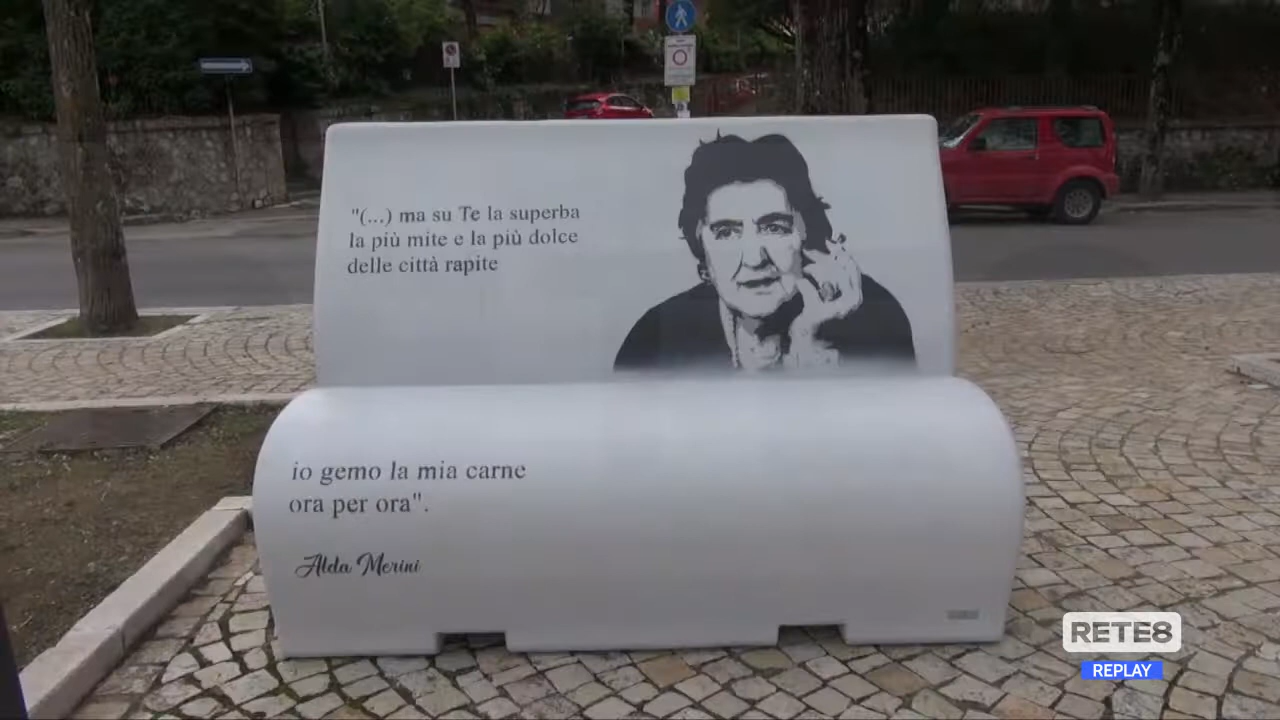 "(...) ma su Te la superba
la più mite e la più dolce
delle città rapite
io gemo la mia carne
ora per ora".
Alda Merini
RETE8
REPLAY